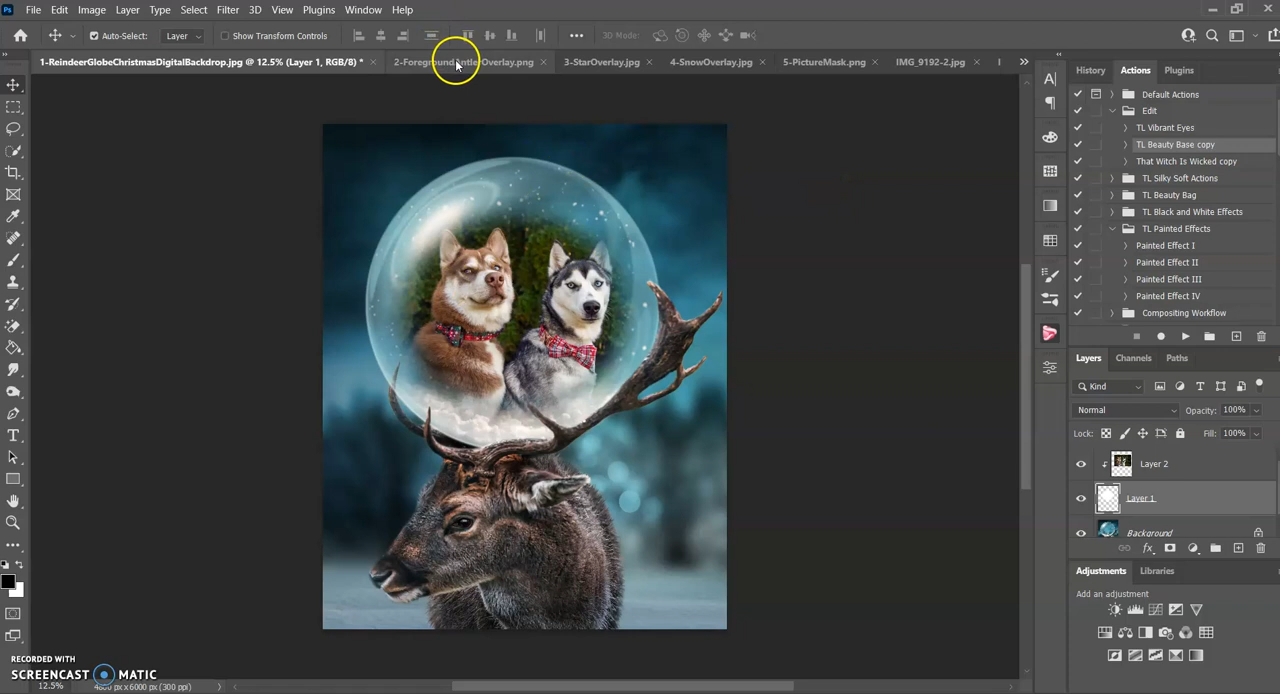 Ps File Edit Image Layer Type Select Filter 3D View Plugins Window Help
Auto-Select: Layer Show Transform Controls 3D Mode:
1-ReindeerGlobeChristmasDigitalBackdrop.jpg @ 12.5% (Layer 1, RGB/8) *
2-ForegroundAntlerOverlay.png
3-StarOverlay.jpg
4-SnowOverlay.jpg
5-PictureMask.png
IMG_9192-2.jpg
History Actions Plugins
Default Actions
Edit
TL Vibrant Eyes
TL Beauty Base copy
That Witch Is Wicked copy
TL Silky Soft Actions
TL Beauty Bag
TL Black and White Effects
TL Painted Effects
Painted Effect I
Painted Effect II
Painted Effect III
Painted Effect IV
Compositing Workflow
Layers Channels Paths
Kind
Normal Opacity: 100%
Lock: Fill: 100%
Layer 2
Layer 1
Background
fx
Adjustments Libraries
Add an adjustment
RECORDED WITH
SCREENCAST MATIC
12.5% 4800 px x 6000 px (300 ppi)